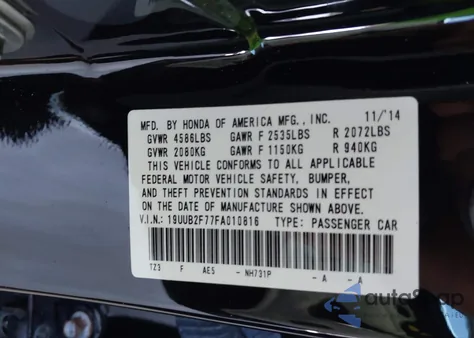 MFD. BY HONDA OF AMERICA MFG., INC. 11/'14
GVWR 4586LBS GAWR F 2535LBS R 2072LBS
GVWR 2080KG GAWR F 1150KG R 940KG
THIS VEHICLE CONFORMS TO ALL APPLICABLE
FEDERAL MOTOR VEHICLE SAFETY, BUMPER,
AND THEFT PREVENTION STANDARDS IN EFFECT
ON THE DATE OF MANUFACTURE SHOWN ABOVE.
V.I.N.: 19UUB2F77FA010816 TYPE: PASSENGER CAR
TZ3 F AE5 - NH731P - A - A